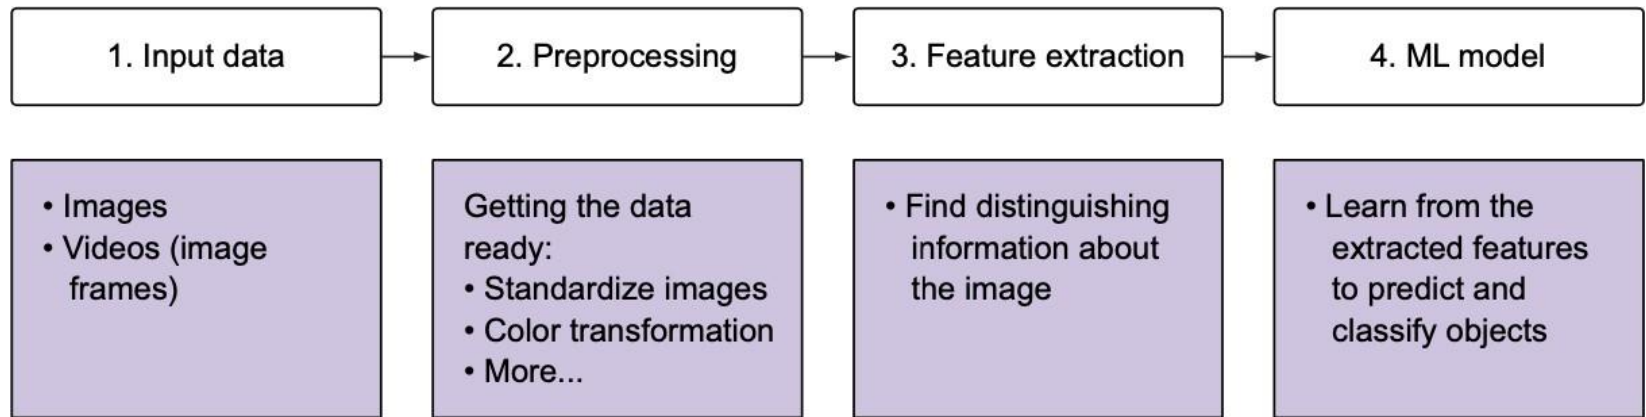 1. Input data
2. Preprocessing
3. Feature extraction
4. ML model
• Images
• Videos (image
frames)
Getting the data
ready:
• Standardize images
• Color transformation
• More...
• Find distinguishing
information about
the image
• Learn from the
extracted features
to predict and
classify objects